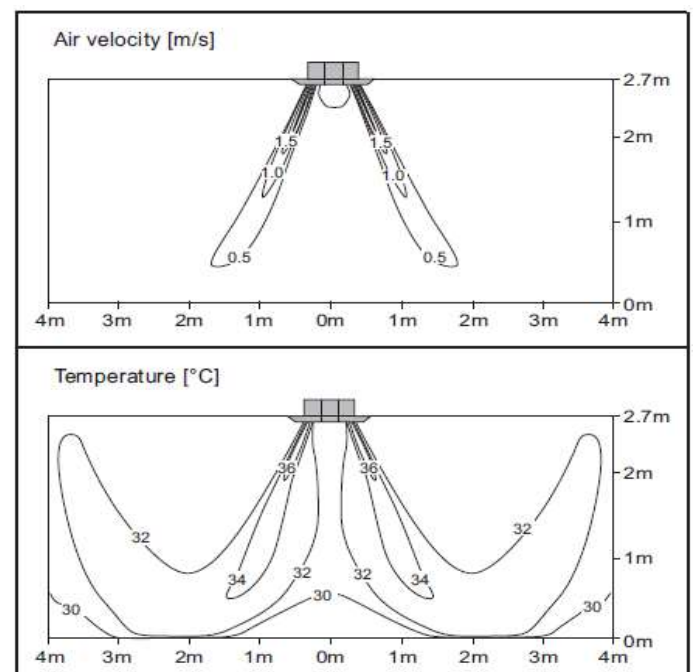 Air velocity [m/s]
2.7m
2m
1.5 1.5
1.0 1.0
1m
0.5 0.5
0m
4m 3m 2m 1m 0m 1m 2m 3m 4m
Temperature [°C]
2.7m
36 36 2m
32 32
1m
34 32 32 34
30 30 30
0m
4m 3m 2m 1m 0m 1m 2m 3m 4m